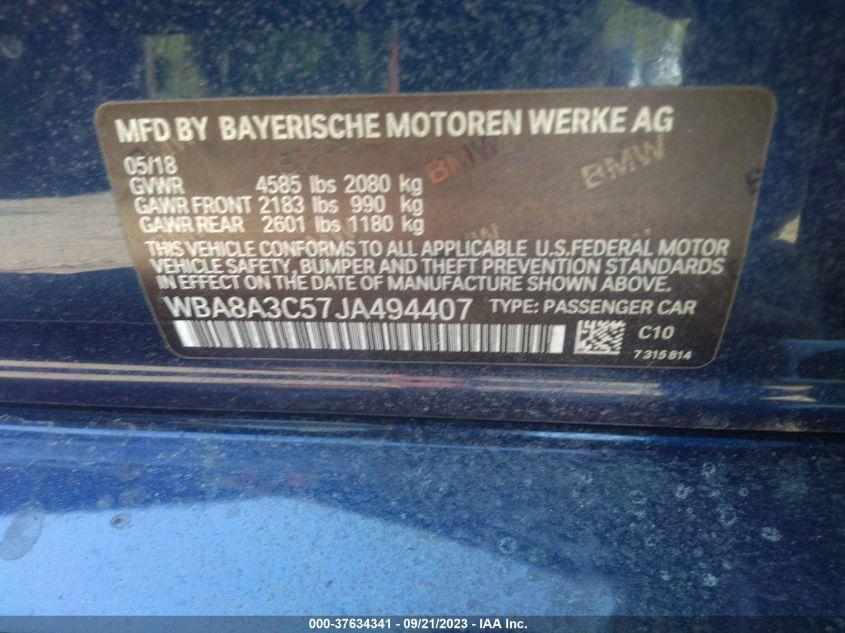 MFD BY BAYERISCHE MOTOREN WERKE AG
05/18
GVWR 4585 lbs 2080 kg
GAWR FRONT 2183 lbs 990 kg
GAWR REAR 2601 lbs 1180 kg
THIS VEHICLE CONFORMS TO ALL APPLICABLE U.S.FEDERAL MOTOR
VEHICLE SAFETY, BUMPER AND THEFT PREVENTION STANDARDS
IN EFFECT ON THE DATE OF MANUFACTURE SHOWN ABOVE.
WBA8A3C57JA494407 TYPE: PASSENGER CAR
C10
7315814
BMW
BMW
000-37634341 - 09/21/2023 - IAA Inc.